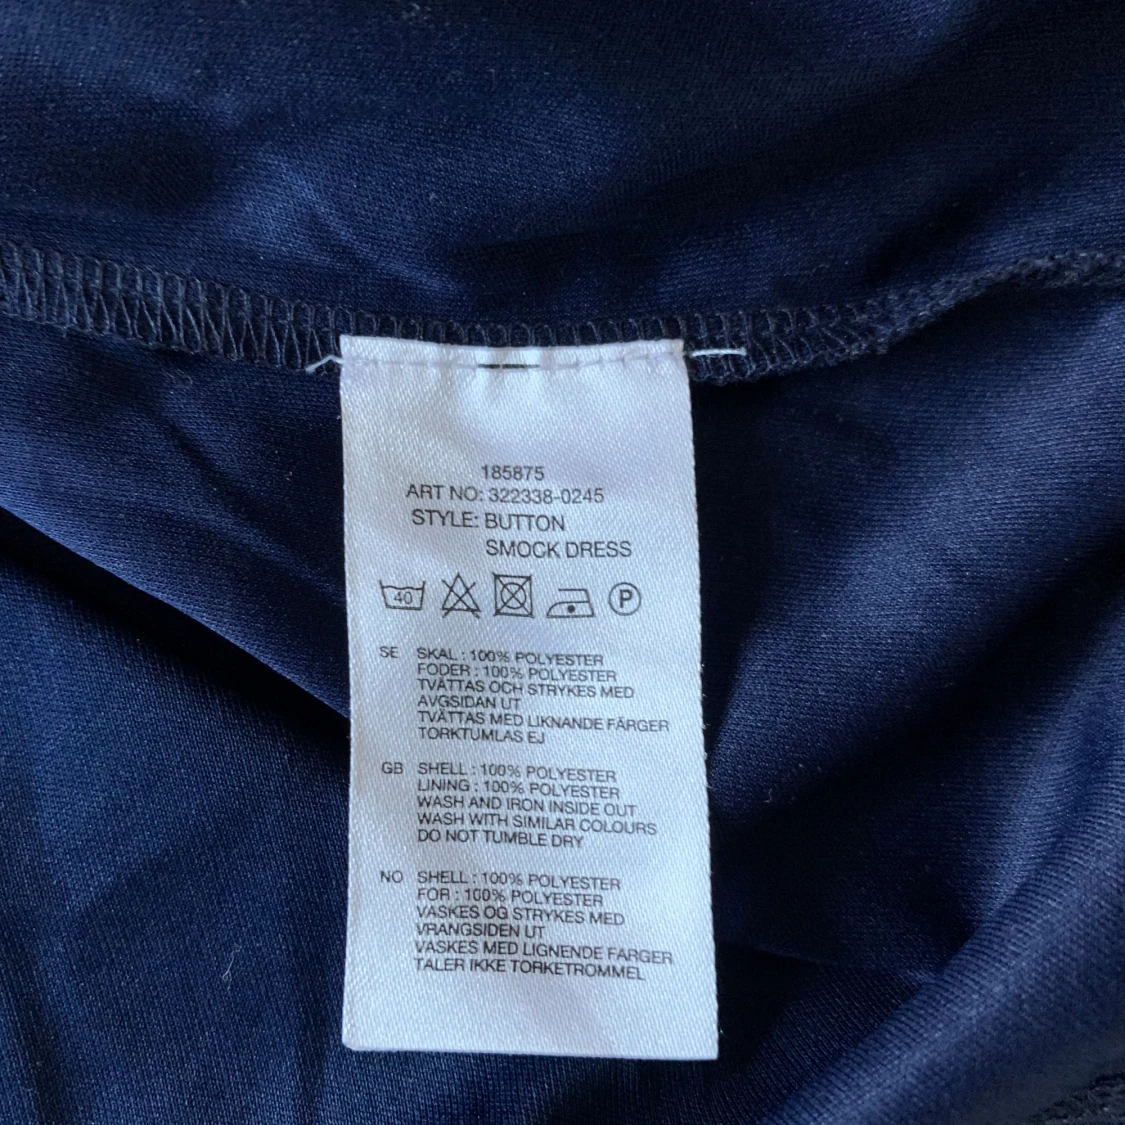 185875
ART NO: 322338-0245
STYLE: BUTTON
SMOCK DRESS
40 P
SE SKAL : 100% POLYESTER
FODER : 100% POLYESTER
TVÄTTAS OCH STRYKES MED
AVGSIDAN UT
TVÄTTAS MED LIKNANDE FÄRGER
TORKTUMLAS EJ
GB SHELL : 100% POLYESTER
LINING : 100% POLYESTER
WASH AND IRON INSIDE OUT
WASH WITH SIMILAR COLOURS
DO NOT TUMBLE DRY
NO SHELL : 100% POLYESTER
FOR : 100% POLYESTER
VASKES OG STRYKES MED
VRANGSIDEN UT
VASKES MED LIGNENDE FARGER
TALER IKKE TORKETROMMEL